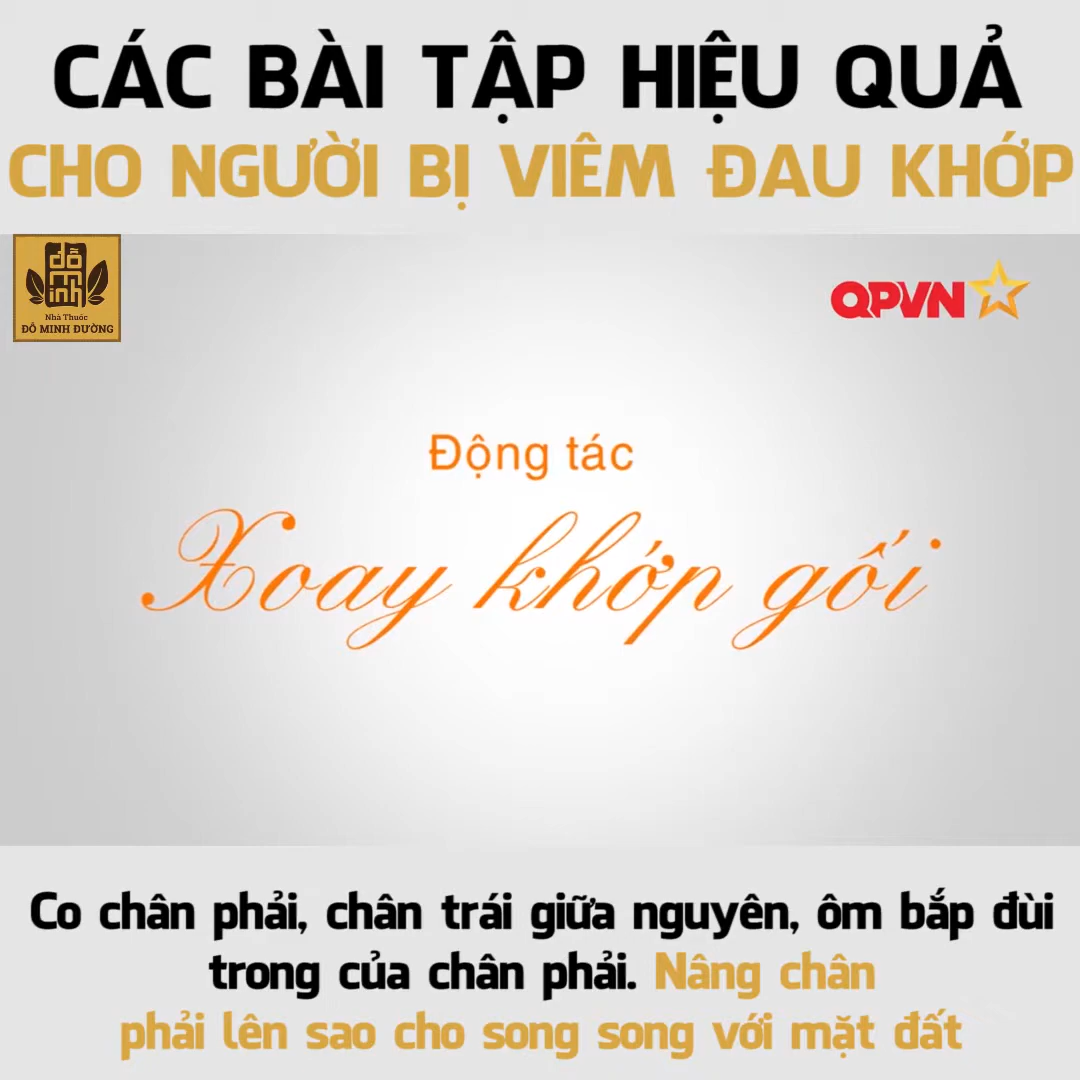 CÁC BÀI TẬP HIỆU QUẢ
CHO NGƯỜI BỊ VIÊM ĐAU KHỚP
đỗ
minh
Nhà Thuốc
ĐỖ MINH ĐƯỜNG
QPVN
Động tác
Xoay khớp gối
Co chân phải, chân trái giữa nguyên, ôm bắp đùi
trong của chân phải. Nâng chân
phải lên sao cho song song với mặt đất